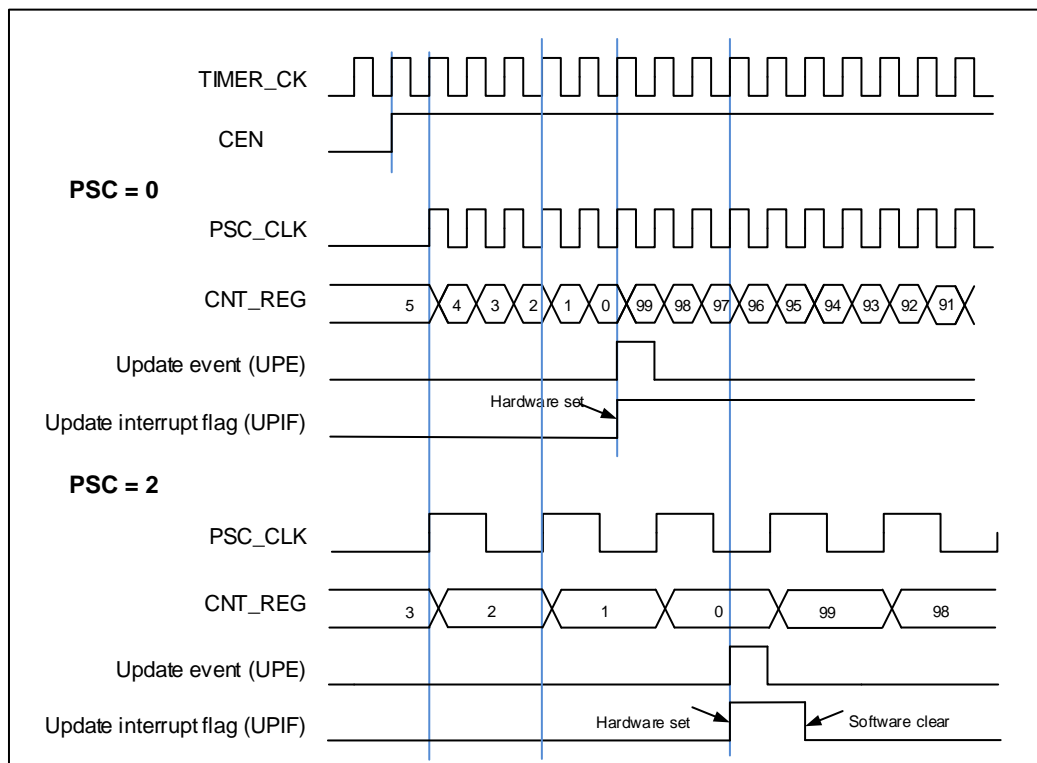 TIMER_CK
CEN
PSC = 0
PSC_CLK
CNT_REG 5 4 3 2 1 0 99 98 97 96 95 94 93 92 91
Update event (UPE)
Hardware set
Update interrupt flag (UPIF)
PSC = 2
PSC_CLK
CNT_REG 3 2 1 0 99 98
Update event (UPE)
Update interrupt flag (UPIF) Hardware set Software clear